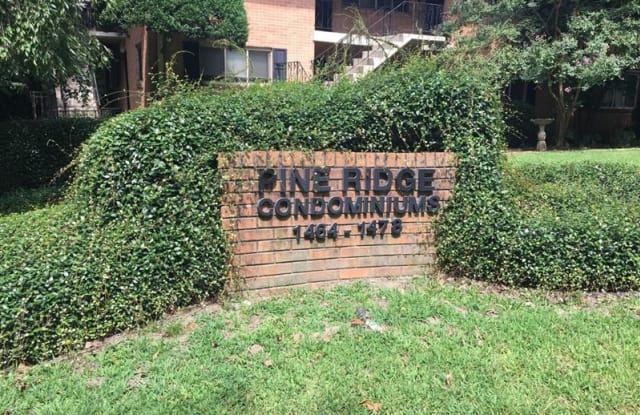 PINE RIDGE
CONDOMINIUMS
1464 - 1478